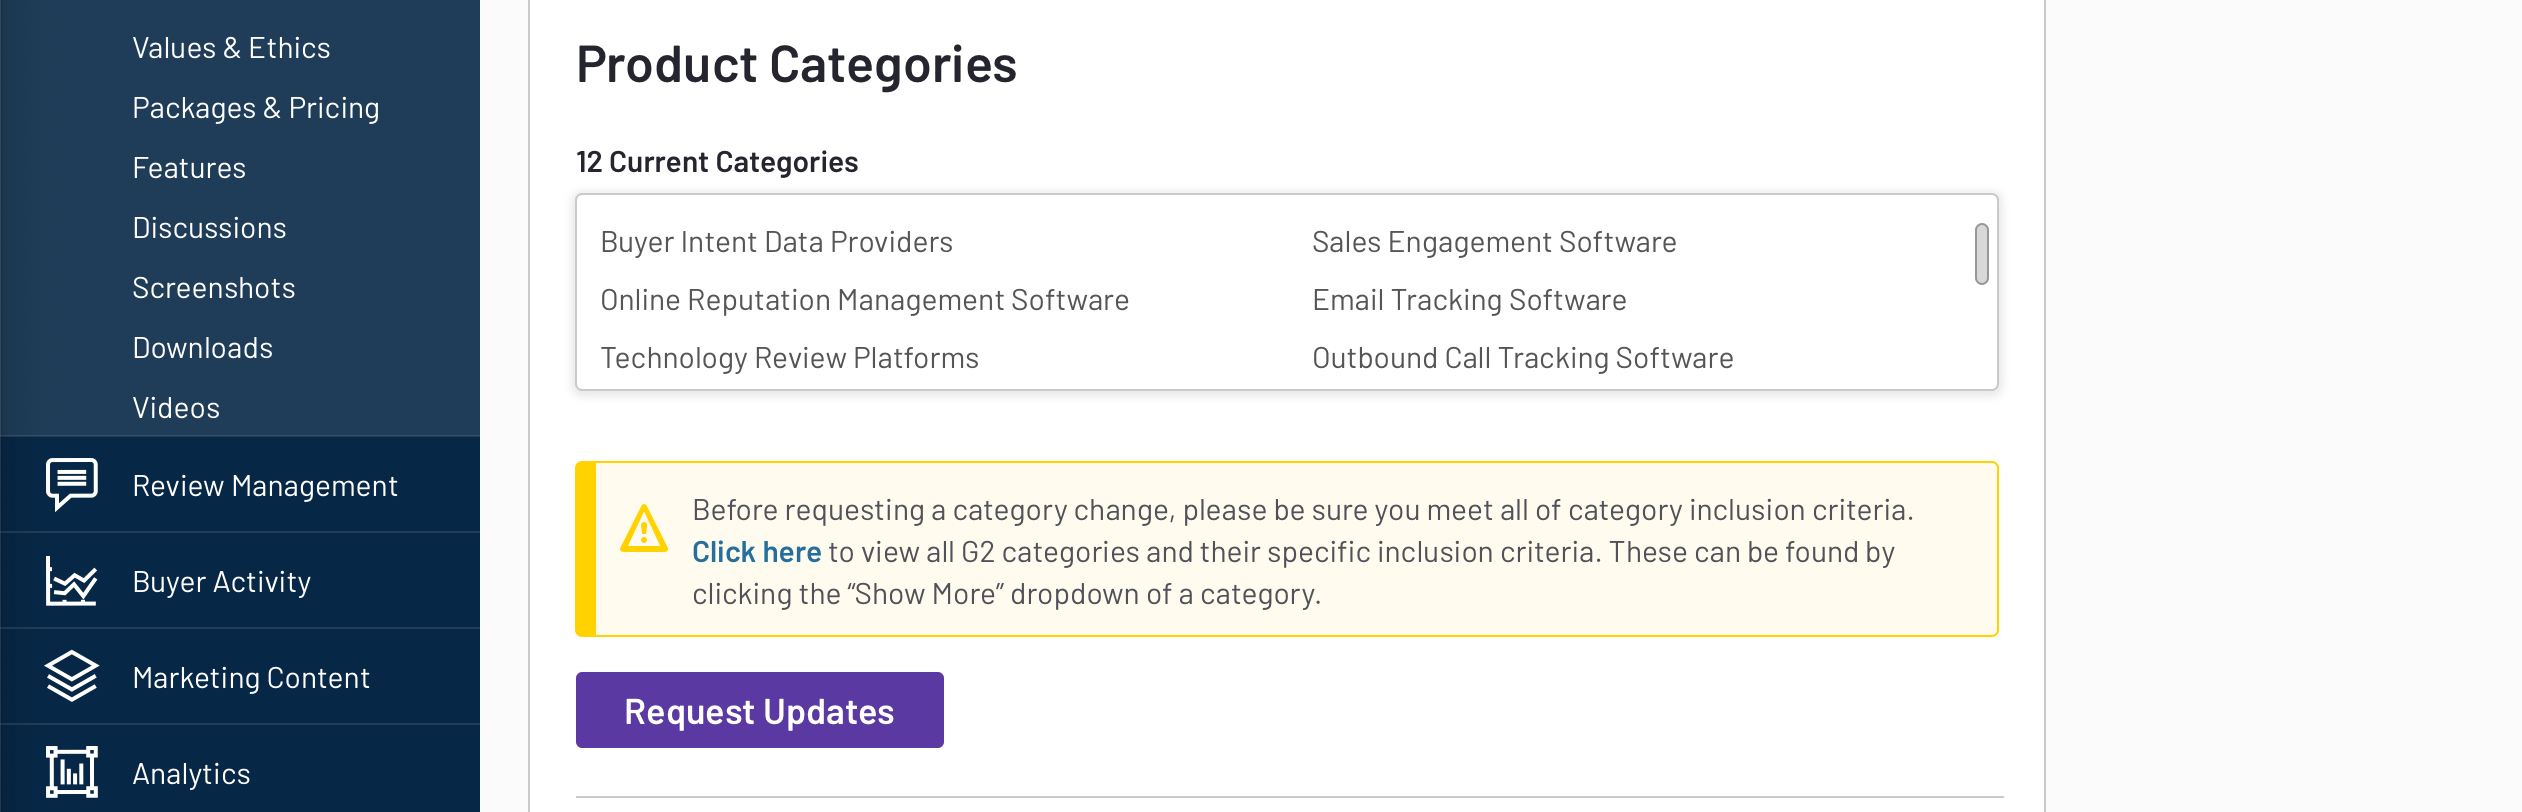 Values & Ethics
Packages & Pricing
Features
Discussions
Screenshots
Downloads
Videos
Review Management
Buyer Activity
Marketing Content
Analytics
Product Categories
12 Current Categories
Buyer Intent Data Providers
Sales Engagement Software
Online Reputation Management Software
Email Tracking Software
Technology Review Platforms
Outbound Call Tracking Software
Before requesting a category change, please be sure you meet all of category inclusion criteria.
Click here to view all G2 categories and their specific inclusion criteria. These can be found by
clicking the “Show More” dropdown of a category.
Request Updates